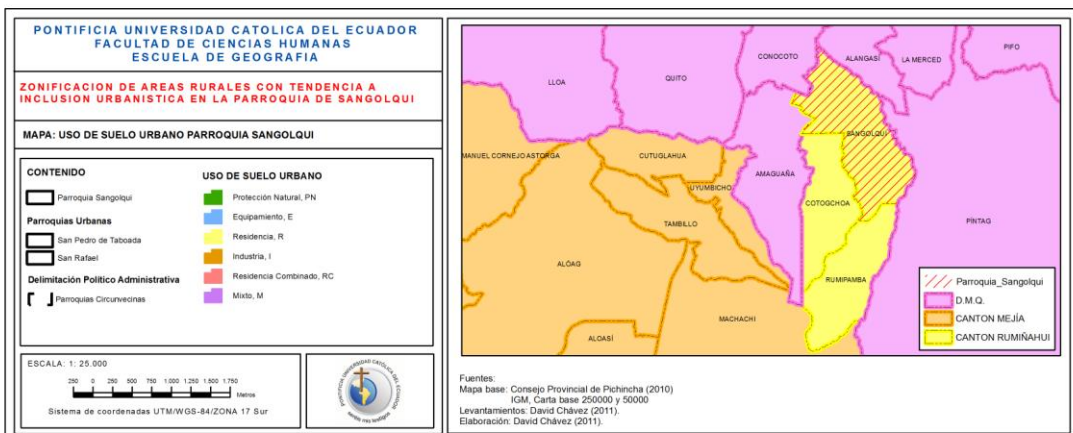 PONTIFICIA UNIVERSIDAD CATOLICA DEL ECUADOR
FACULTAD DE CIENCIAS HUMANAS
ESCUELA DE GEOGRAFIA
ZONIFICACION DE AREAS RURALES CON TENDENCIA A
INCLUSION URBANISTICA EN LA PARROQUIA DE SANGOLQUI
MAPA: USO DE SUELO URBANO PARROQUIA SANGOLQUI
CONTENIDO
Parroquia Sangolqui
Parroquias Urbanas
San Pedro de Taboada
San Rafael
Delimitación Político Administrativa
Parroquias Circunvecinas
USO DE SUELO URBANO
Protección Natural, PN
Equipamiento, E
Residencia, R
Industria, I
Residencia Combinado, RC
Mixto, M
ESCALA: 1: 25.000
250 0 250 500 750 1.000 1.250 1.500 1.750
Metros
Sistema de coordenadas UTM/WGS-84/ZONA 17 Sur
PONTIFICIA UNIVERSIDAD CATÓLICA DEL ECUADOR
LLOA
QUITO
CONOCOTO
ALANGASÍ
LA MERCED
PIFO
SANGOLQUI
MANUEL CORNEJO ASTORGA
CUTUGLAHUA
UYUMBICHO
AMAGUAÑA
COTOGCHOA
PÍNTAG
TAMBILLO
ALÓAG
RUMIPAMBA
MACHACHI
ALOASÍ
Parroquia_Sangolqui
D.M.Q.
CANTON MEJÍA
CANTON RUMIÑAHUI
Fuentes:
Mapa base: Consejo Provincial de Pichincha (2010)
IGM, Carta base 250000 y 50000
Levantamientos: David Chávez (2011).
Elaboración: David Chávez (2011).